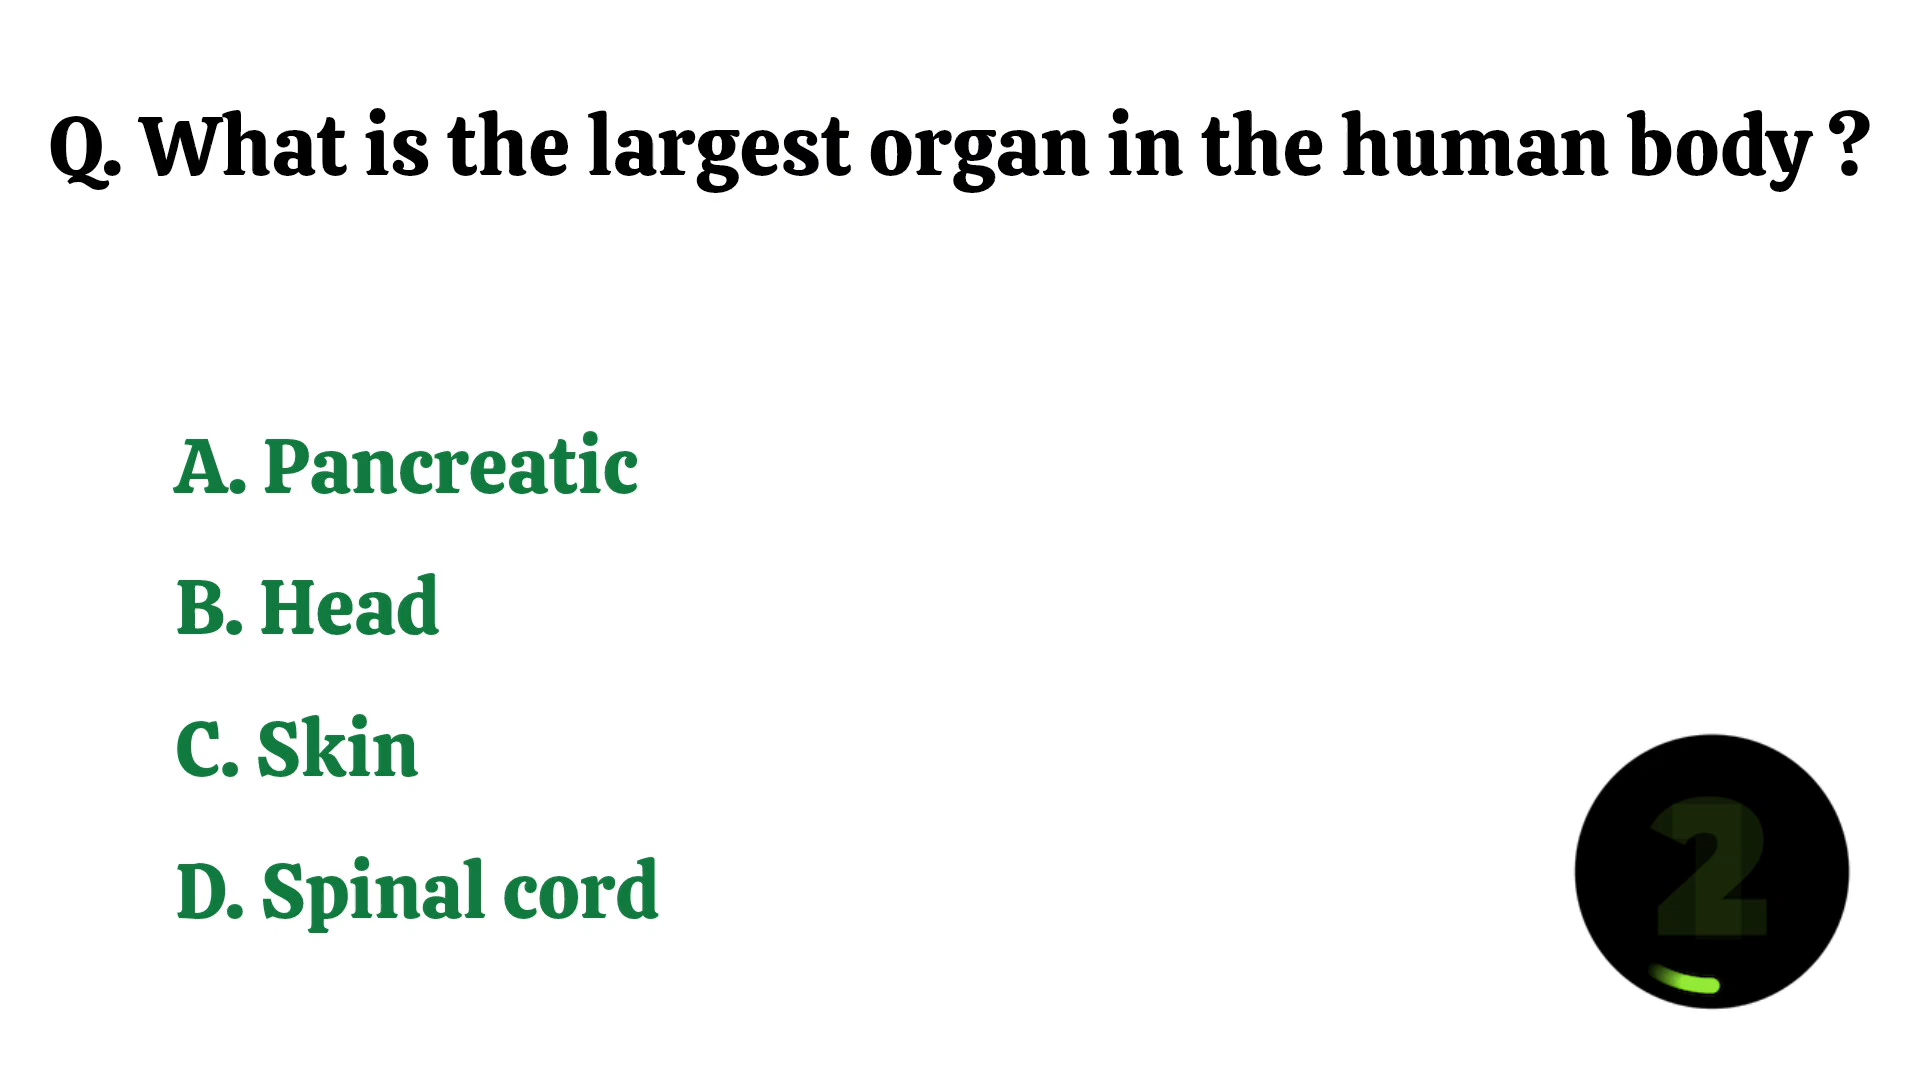 Q. What is the largest organ in the human body ?
A. Pancreatic
B. Head
C. Skin
D. Spinal cord
2